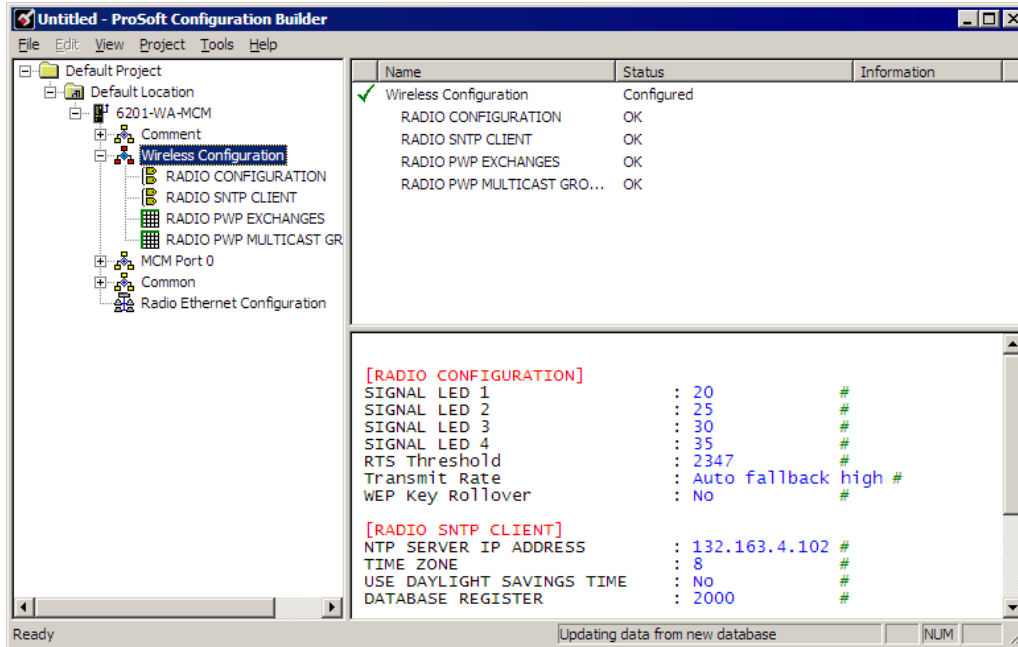 Untitled - ProSoft Configuration Builder
File Edit View Project Tools Help
Default Project
Default Location
6201-WA-MCM
Comment
Wireless Configuration
RADIO CONFIGURATION
RADIO SNTP CLIENT
RADIO PWP EXCHANGES
RADIO PWP MULTICAST GR
MCM Port 0
Common
Radio Ethernet Configuration
Name Status Information
Wireless Configuration Configured
RADIO CONFIGURATION OK
RADIO SNTP CLIENT OK
RADIO PWP EXCHANGES OK
RADIO PWP MULTICAST GRO... OK
[RADIO CONFIGURATION]
SIGNAL LED 1 : 20 #
SIGNAL LED 2 : 25 #
SIGNAL LED 3 : 30 #
SIGNAL LED 4 : 35 #
RTS Threshold : 2347 #
Transmit Rate : Auto fallback high #
WEP Key Rollover : No #
[RADIO SNTP CLIENT]
NTP SERVER IP ADDRESS : 132.163.4.102 #
TIME ZONE : 8 #
USE DAYLIGHT SAVINGS TIME : No #
DATABASE REGISTER : 2000 #
Ready Updating data from new database NUM